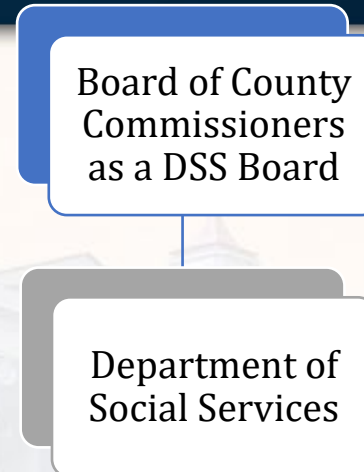 Board of County
Commissioners
as a DSS Board
Department of
Social Services